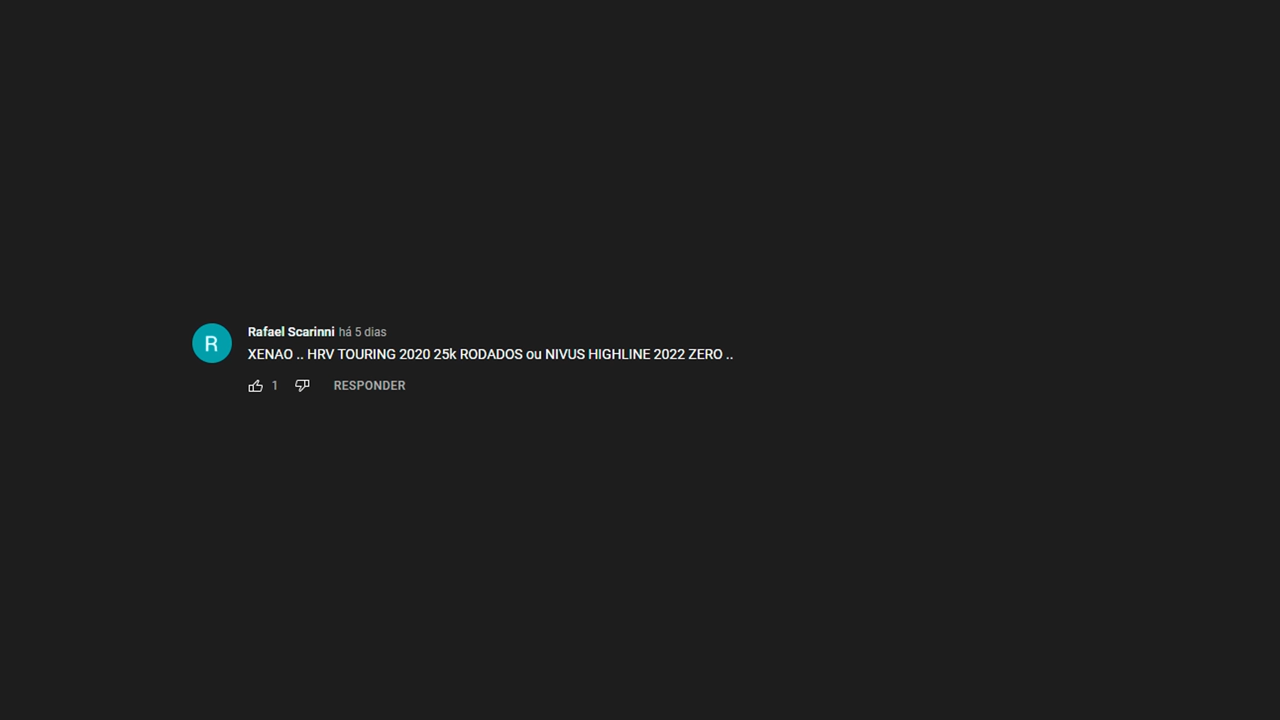 R
Rafael Scarinni há 5 dias
XENAO .. HRV TOURING 2020 25k RODADOS ou NIVUS HIGHLINE 2022 ZERO ..
1 RESPONDER